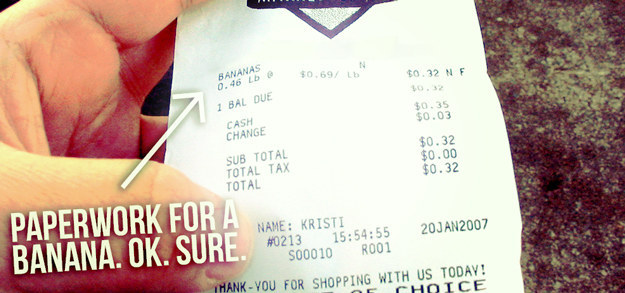 N
BANANAS
0.46 Lb @ $0.69/ Lb $0.32 N F
1 BAL DUE $0.32
CASH $0.35
CHANGE $0.03
SUB TOTAL $0.32
TOTAL TAX $0.00
TOTAL $0.32
NAME: KRISTI
#0213 15:54:55 20JAN2007
S00010 R001
THANK-YOU FOR SHOPPING WITH US TODAY!
OF CHOICE
PAPERWORK FOR A
BANANA. OK. SURE.